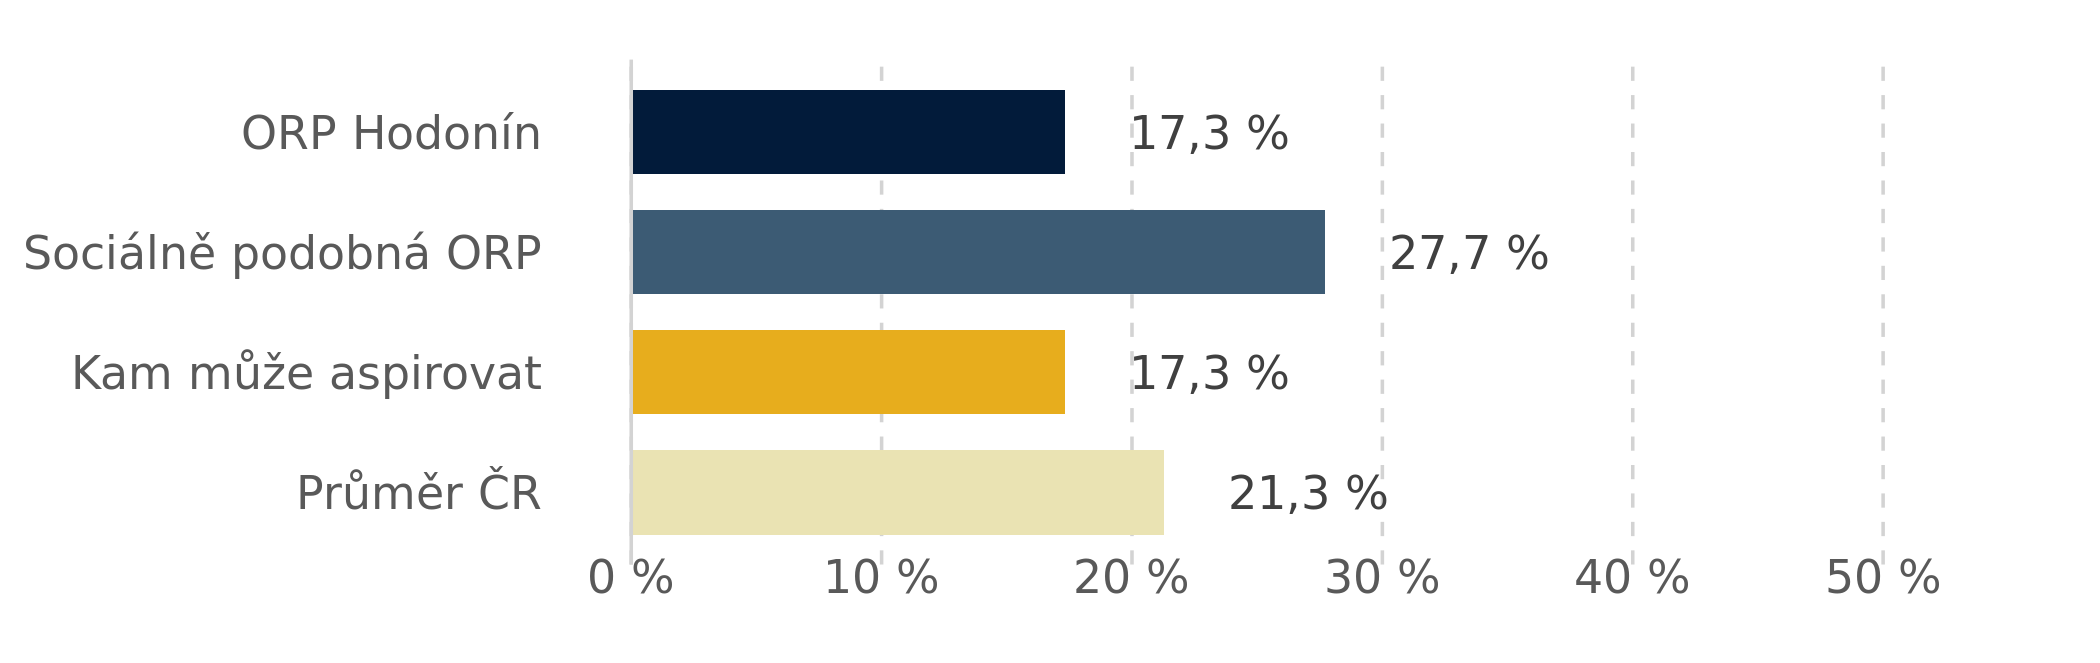 ORP Hodonín 17,3 %
Sociálně podobná ORP 27,7 %
Kam může aspirovat 17,3 %
Průměr ČR 21,3 %
0 % 10 % 20 % 30 % 40 % 50 %